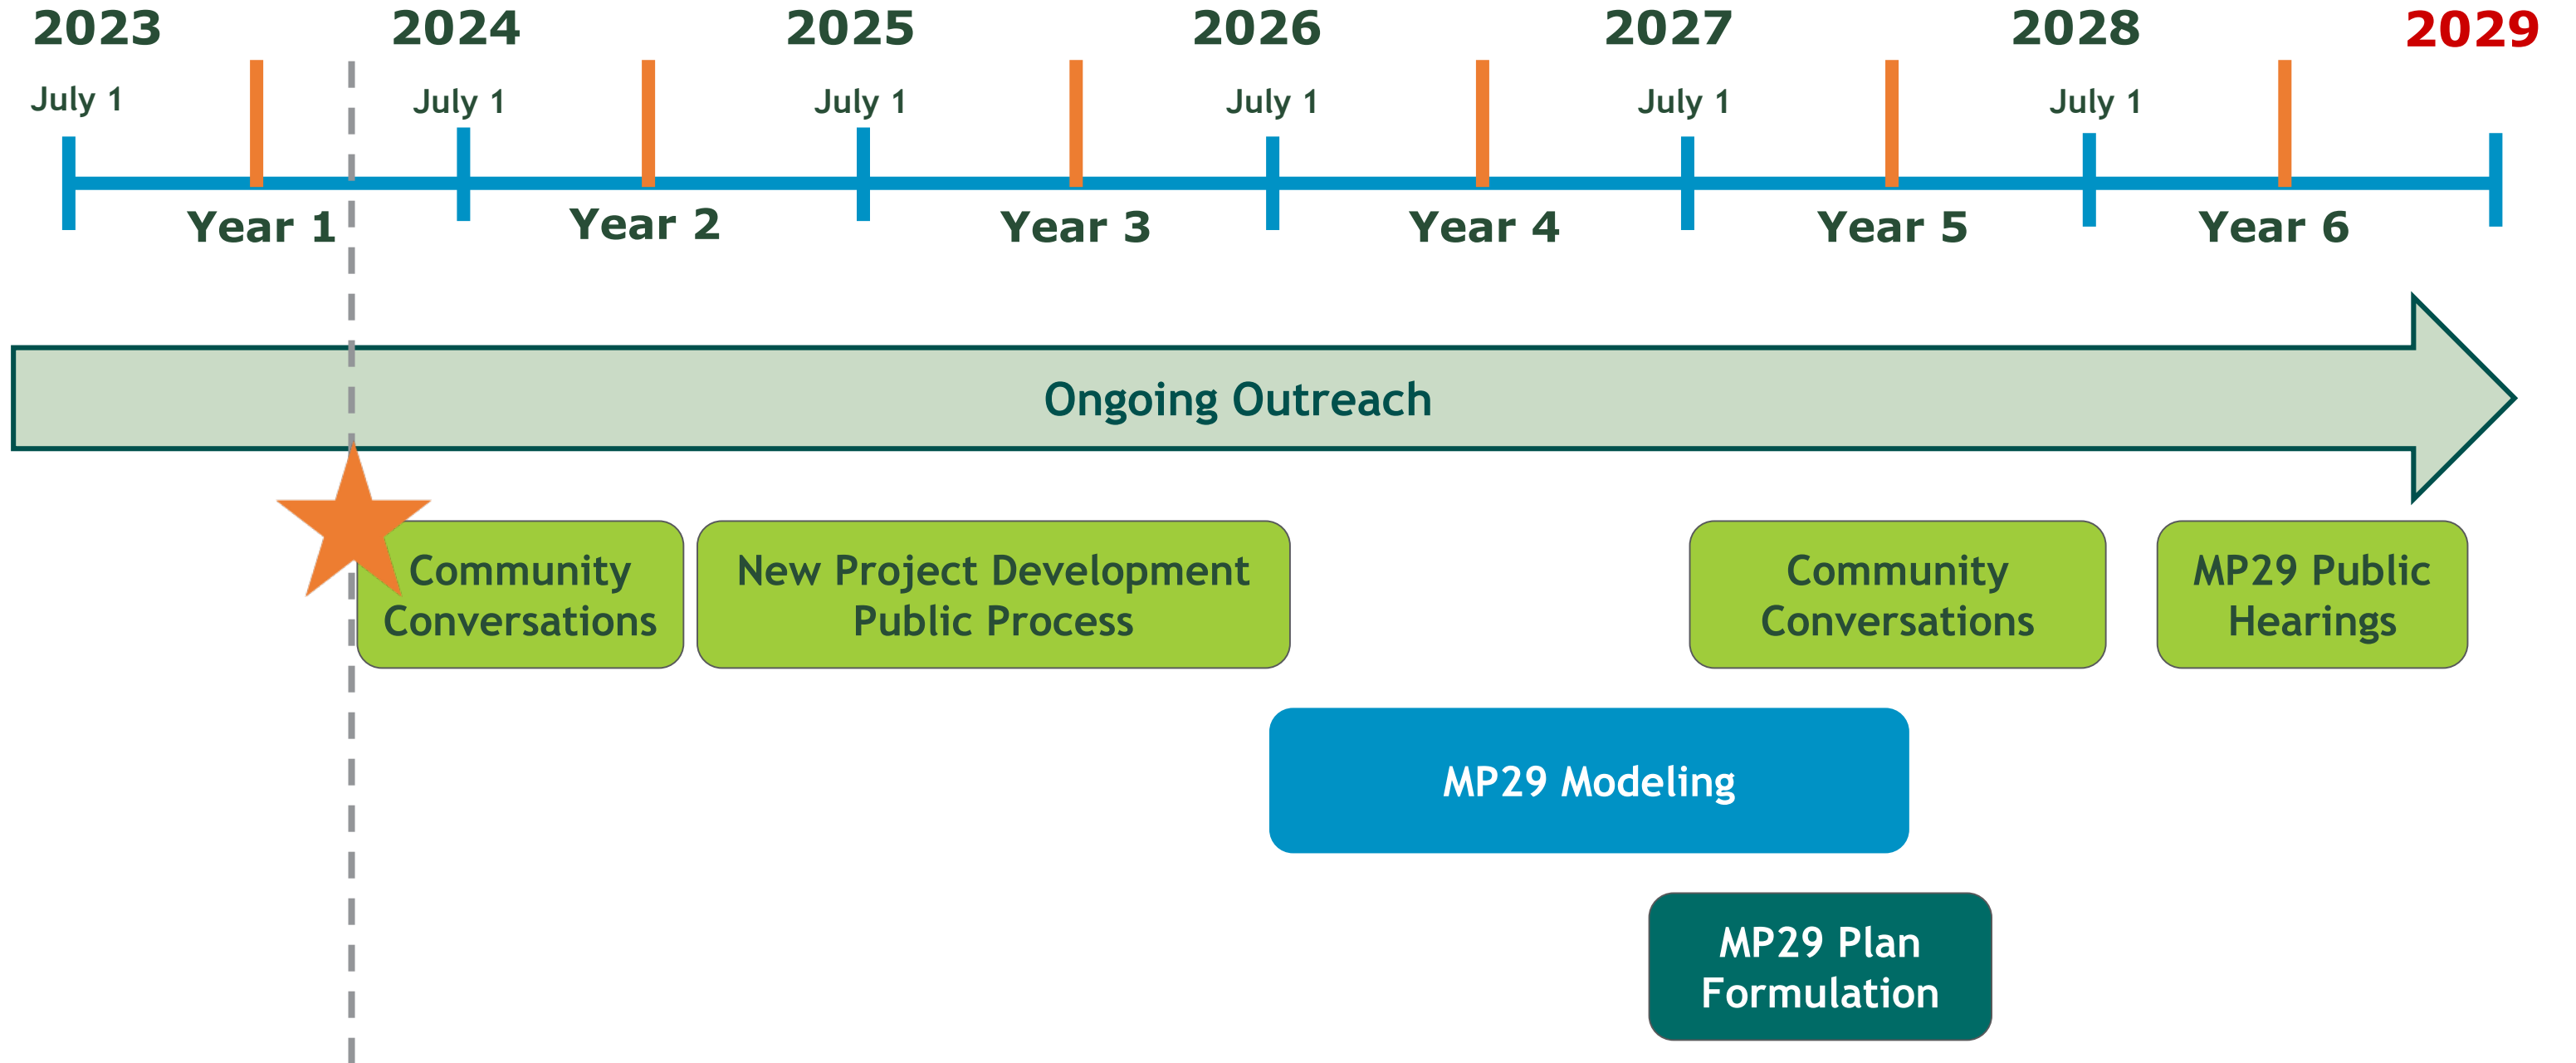 2023 2024 2025 2026 2027 2028 2029
July 1 July 1 July 1 July 1 July 1 July 1
Year 1 Year 2 Year 3 Year 4 Year 5 Year 6
Ongoing Outreach
Community
Conversations
New Project Development
Public Process
Community
Conversations
MP29 Public
Hearings
MP29 Modeling
MP29 Plan
Formulation